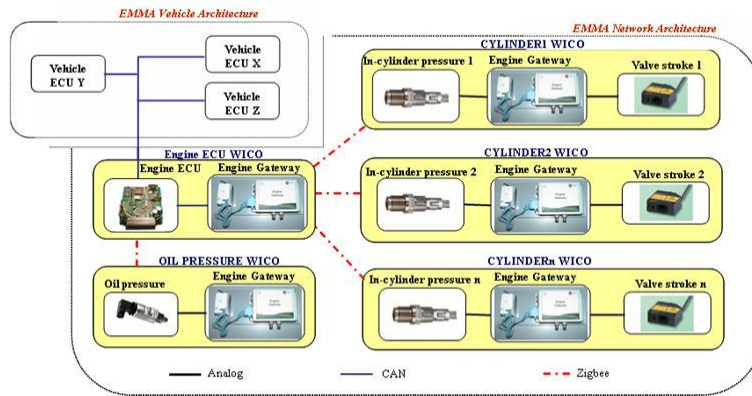 EMMA Vehicle Architecture
EMMA Network Architecture
Vehicle
ECU Y
Vehicle
ECU X
Vehicle
ECU Z
CYLINDER1 WICO
In-cylinder pressure 1
Engine Gateway
Valve stroke 1
Engine ECU WICO
Engine ECU
Engine Gateway
CYLINDER2 WICO
In-cylinder pressure 2
Engine Gateway
Valve stroke 2
OIL PRESSURE WICO
Oil pressure
Engine Gateway
CYLINDERn WICO
In-cylinder pressure n
Engine Gateway
Valve stroke n
Analog
CAN
Zigbee